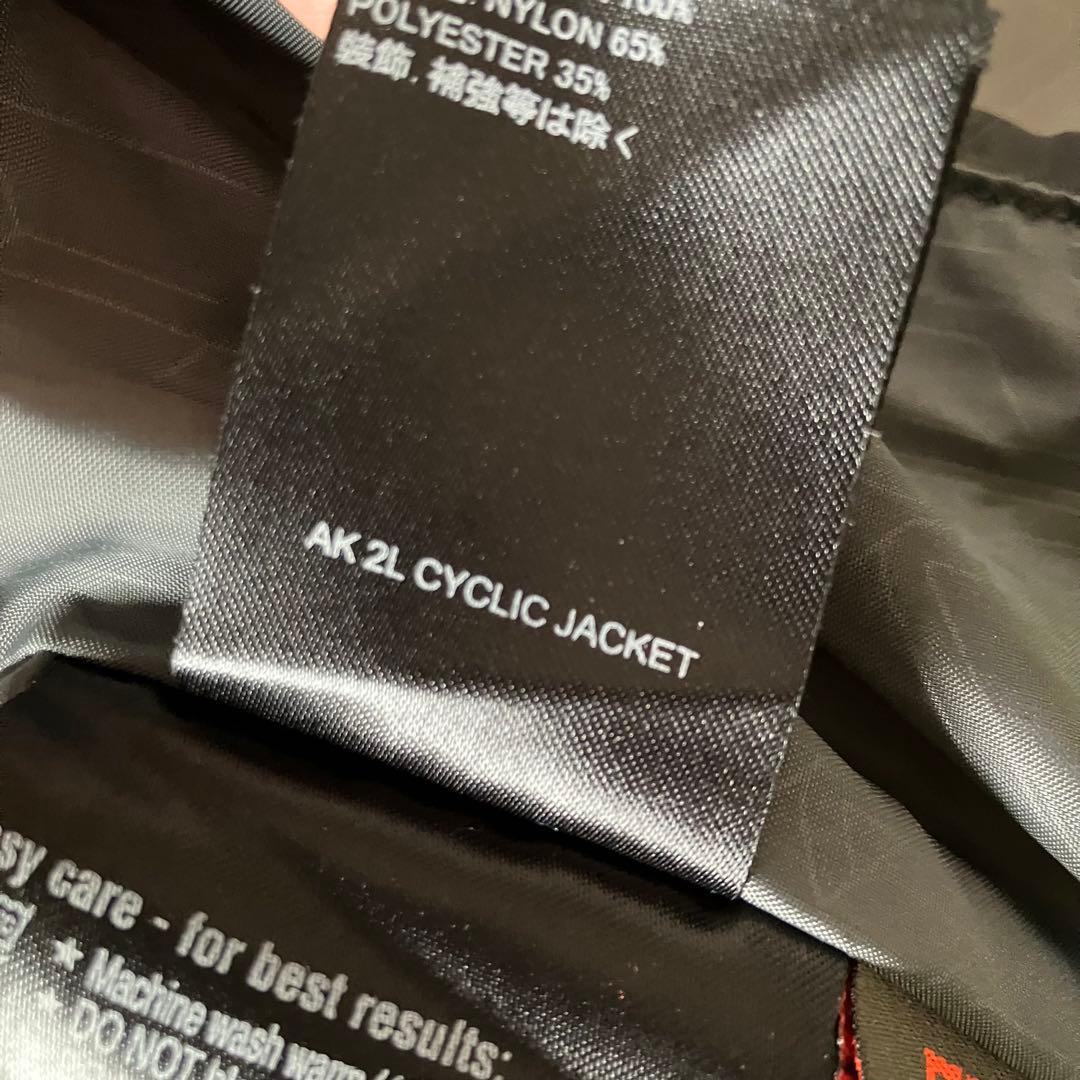 NYLON 65%
POLYESTER 35%
装飾.補強等は除く
AK 2L CYCLIC JACKET
care - for best results:
★ Machine wash warm
★ DO NOT